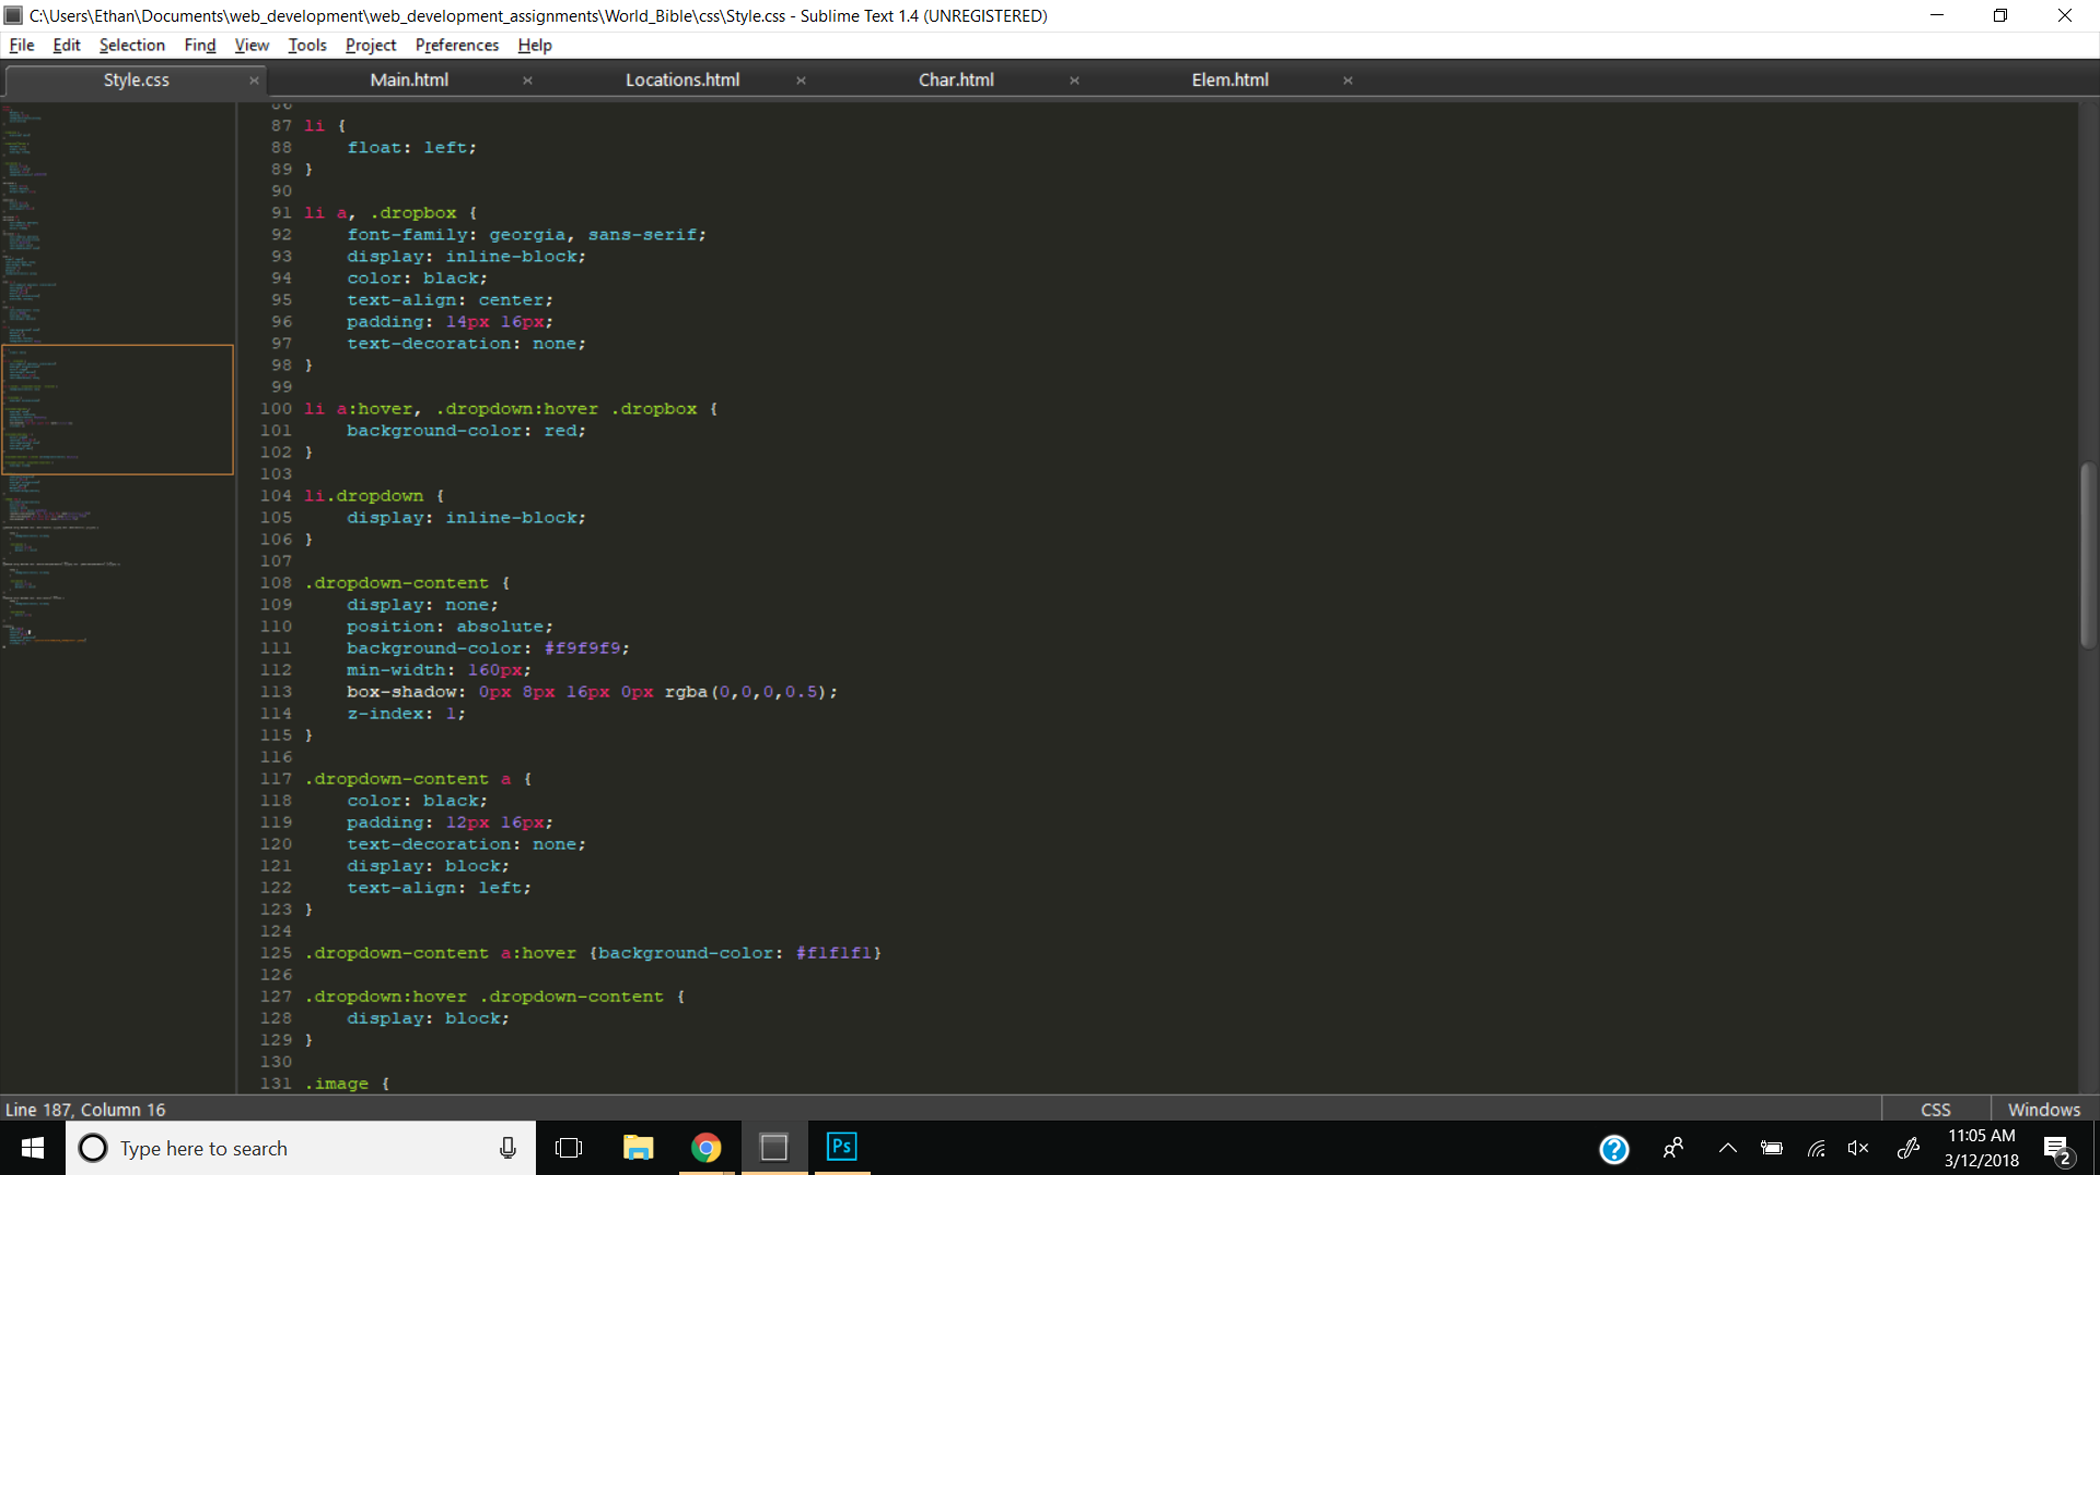 C:\Users\Ethan\Documents\web_development\web_development_assignments\World_Bible\css\Style.css - Sublime Text 1.4 (UNREGISTERED)
File Edit Selection Find View Tools Project Preferences Help
Style.css × Main.html × Locations.html × Char.html × Elem.html ×
86
87 li {
88 float: left;
89 }
90
91 li a, .dropbox {
92 font-family: georgia, sans-serif;
93 display: inline-block;
94 color: black;
95 text-align: center;
96 padding: 14px 16px;
97 text-decoration: none;
98 }
99
100 li a:hover, .dropdown:hover .dropbox {
101 background-color: red;
102 }
103
104 li.dropdown {
105 display: inline-block;
106 }
107
108 .dropdown-content {
109 display: none;
110 position: absolute;
111 background-color: #f9f9f9;
112 min-width: 160px;
113 box-shadow: 0px 8px 16px 0px rgba(0,0,0,0.5);
114 z-index: 1;
115 }
116
117 .dropdown-content a {
118 color: black;
119 padding: 12px 16px;
120 text-decoration: none;
121 display: block;
122 text-align: left;
123 }
124
125 .dropdown-content a:hover {background-color: #f1f1f1}
126
127 .dropdown:hover .dropdown-content {
128 display: block;
129 }
130
131 .image {
Line 187, Column 16 CSS Windows
Type here to search Ps 11:05 AM
3/12/2018 2